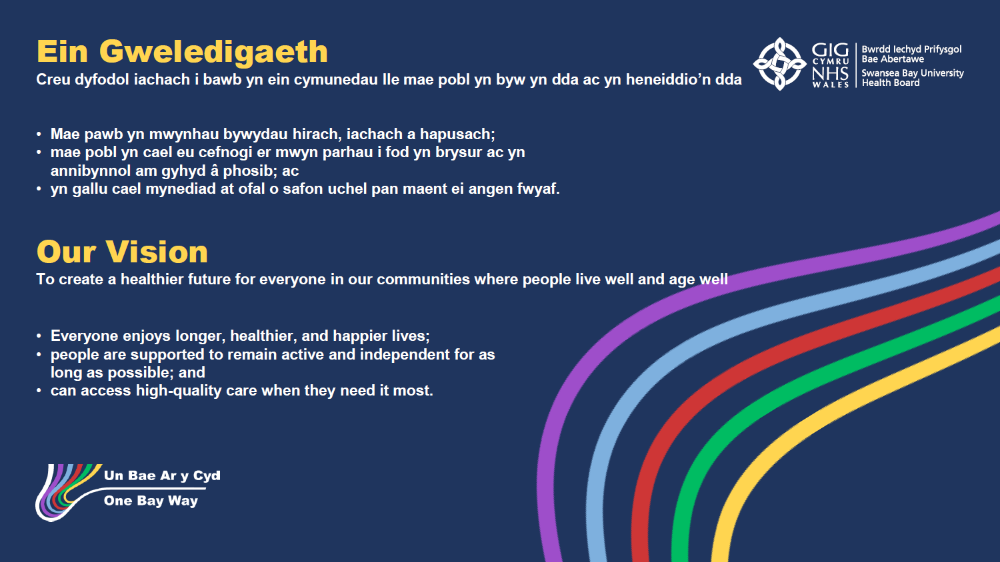 Ein Gweledigaeth
Creu dyfodol iachach i bawb yn ein cymunedau lle mae pobl yn byw yn dda ac yn heneiddio’n dda
GIG
CYMRU
NHS
WALES
Bwrdd Iechyd Prifysgol
Bae Abertawe
Swansea Bay University
Health Board
• Mae pawb yn mwynhau bywydau hirach, iachach a hapusach;
• mae pobl yn cael eu cefnogi er mwyn parhau i fod yn brysur ac yn
annibynnol am gyhyd â phosib; ac
• yn gallu cael mynediad at ofal o safon uchel pan maent ei angen fwyaf.
Our Vision
To create a healthier future for everyone in our communities where people live well and age well
• Everyone enjoys longer, healthier, and happier lives;
• people are supported to remain active and independent for as
long as possible; and
• can access high-quality care when they need it most.
Un Bae Ar y Cyd
One Bay Way